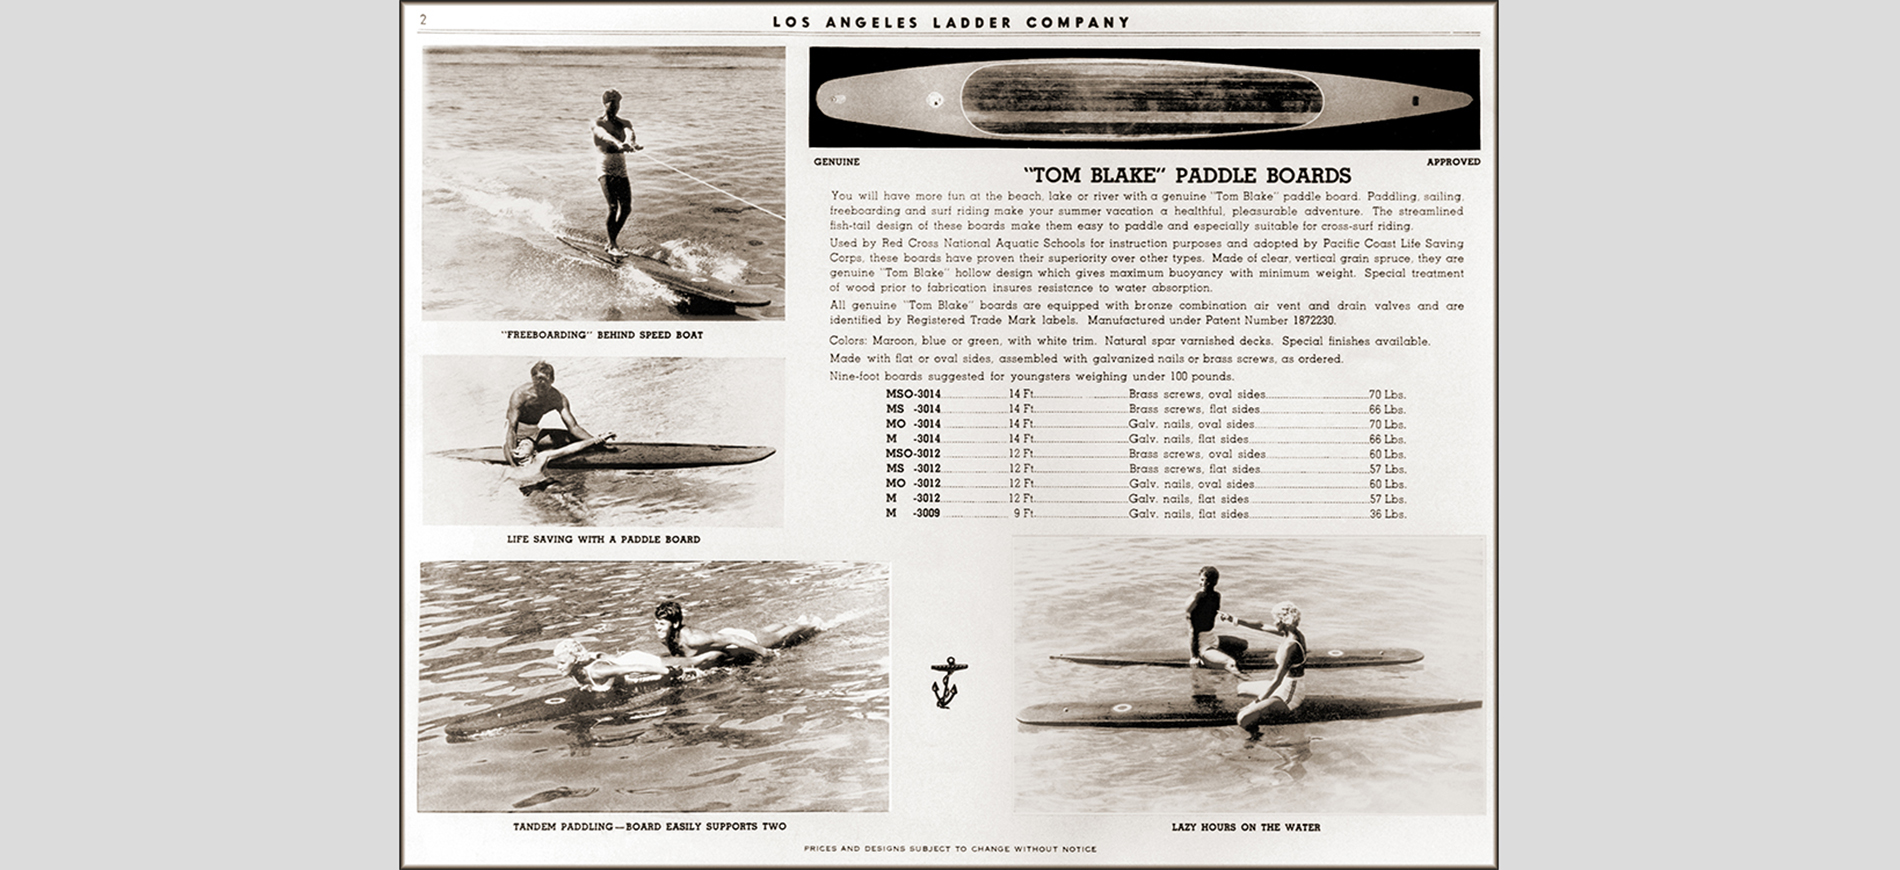 2
LOS ANGELES LADDER COMPANY
GENUINE
APPROVED
"TOM BLAKE" PADDLE BOARDS
You will have more fun at the beach, lake or river with a genuine "Tom Blake" paddle board. Paddling, sailing,
freeboarding and surf riding make your summer vacation a healthful, pleasurable adventure. The streamlined
fish-tail design of these boards make them easy to paddle and especially suitable for cross-surf riding.
Used by Red Cross National Aquatic Schools for instruction purposes and adopted by Pacific Coast Life Saving
Corps, these boards have proven their superiority over other types. Made of clear, vertical grain spruce, they are
genuine "Tom Blake" hollow design which gives maximum buoyancy with minimum weight. Special treatment
of wood prior to fabrication insures resistance to water absorption.
All genuine "Tom Blake" boards are equipped with bronze combination air vent and drain valves and are
identified by Registered Trade Mark labels. Manufactured under Patent Number 1872230.
Colors: Maroon, blue or green, with white trim. Natural spar varnished decks. Special finishes available.
Made with flat or oval sides, assembled with galvanized nails or brass screws, as ordered.
Nine-foot boards suggested for youngsters weighing under 100 pounds.
MSO-3014 14 Ft. Brass screws, oval sides 70 Lbs.
MS -3014 14 Ft. Brass screws, flat sides 66 Lbs.
MO -3014 14 Ft. Galv. nails, oval sides 70 Lbs.
M -3014 14 Ft. Galv. nails, flat sides 66 Lbs.
MSO-3012 12 Ft. Brass screws, oval sides 60 Lbs.
MS -3012 12 Ft. Brass screws, flat sides 57 Lbs.
MO -3012 12 Ft. Galv. nails, oval sides 60 Lbs.
M -3012 12 Ft. Galv. nails, flat sides 57 Lbs.
M -3009 9 Ft. Galv. nails, flat sides 36 Lbs.
"FREEBOARDING" BEHIND SPEED BOAT
LIFE SAVING WITH A PADDLE BOARD
TANDEM PADDLING—BOARD EASILY SUPPORTS TWO
LAZY HOURS ON THE WATER
PRICES AND DESIGNS SUBJECT TO CHANGE WITHOUT NOTICE